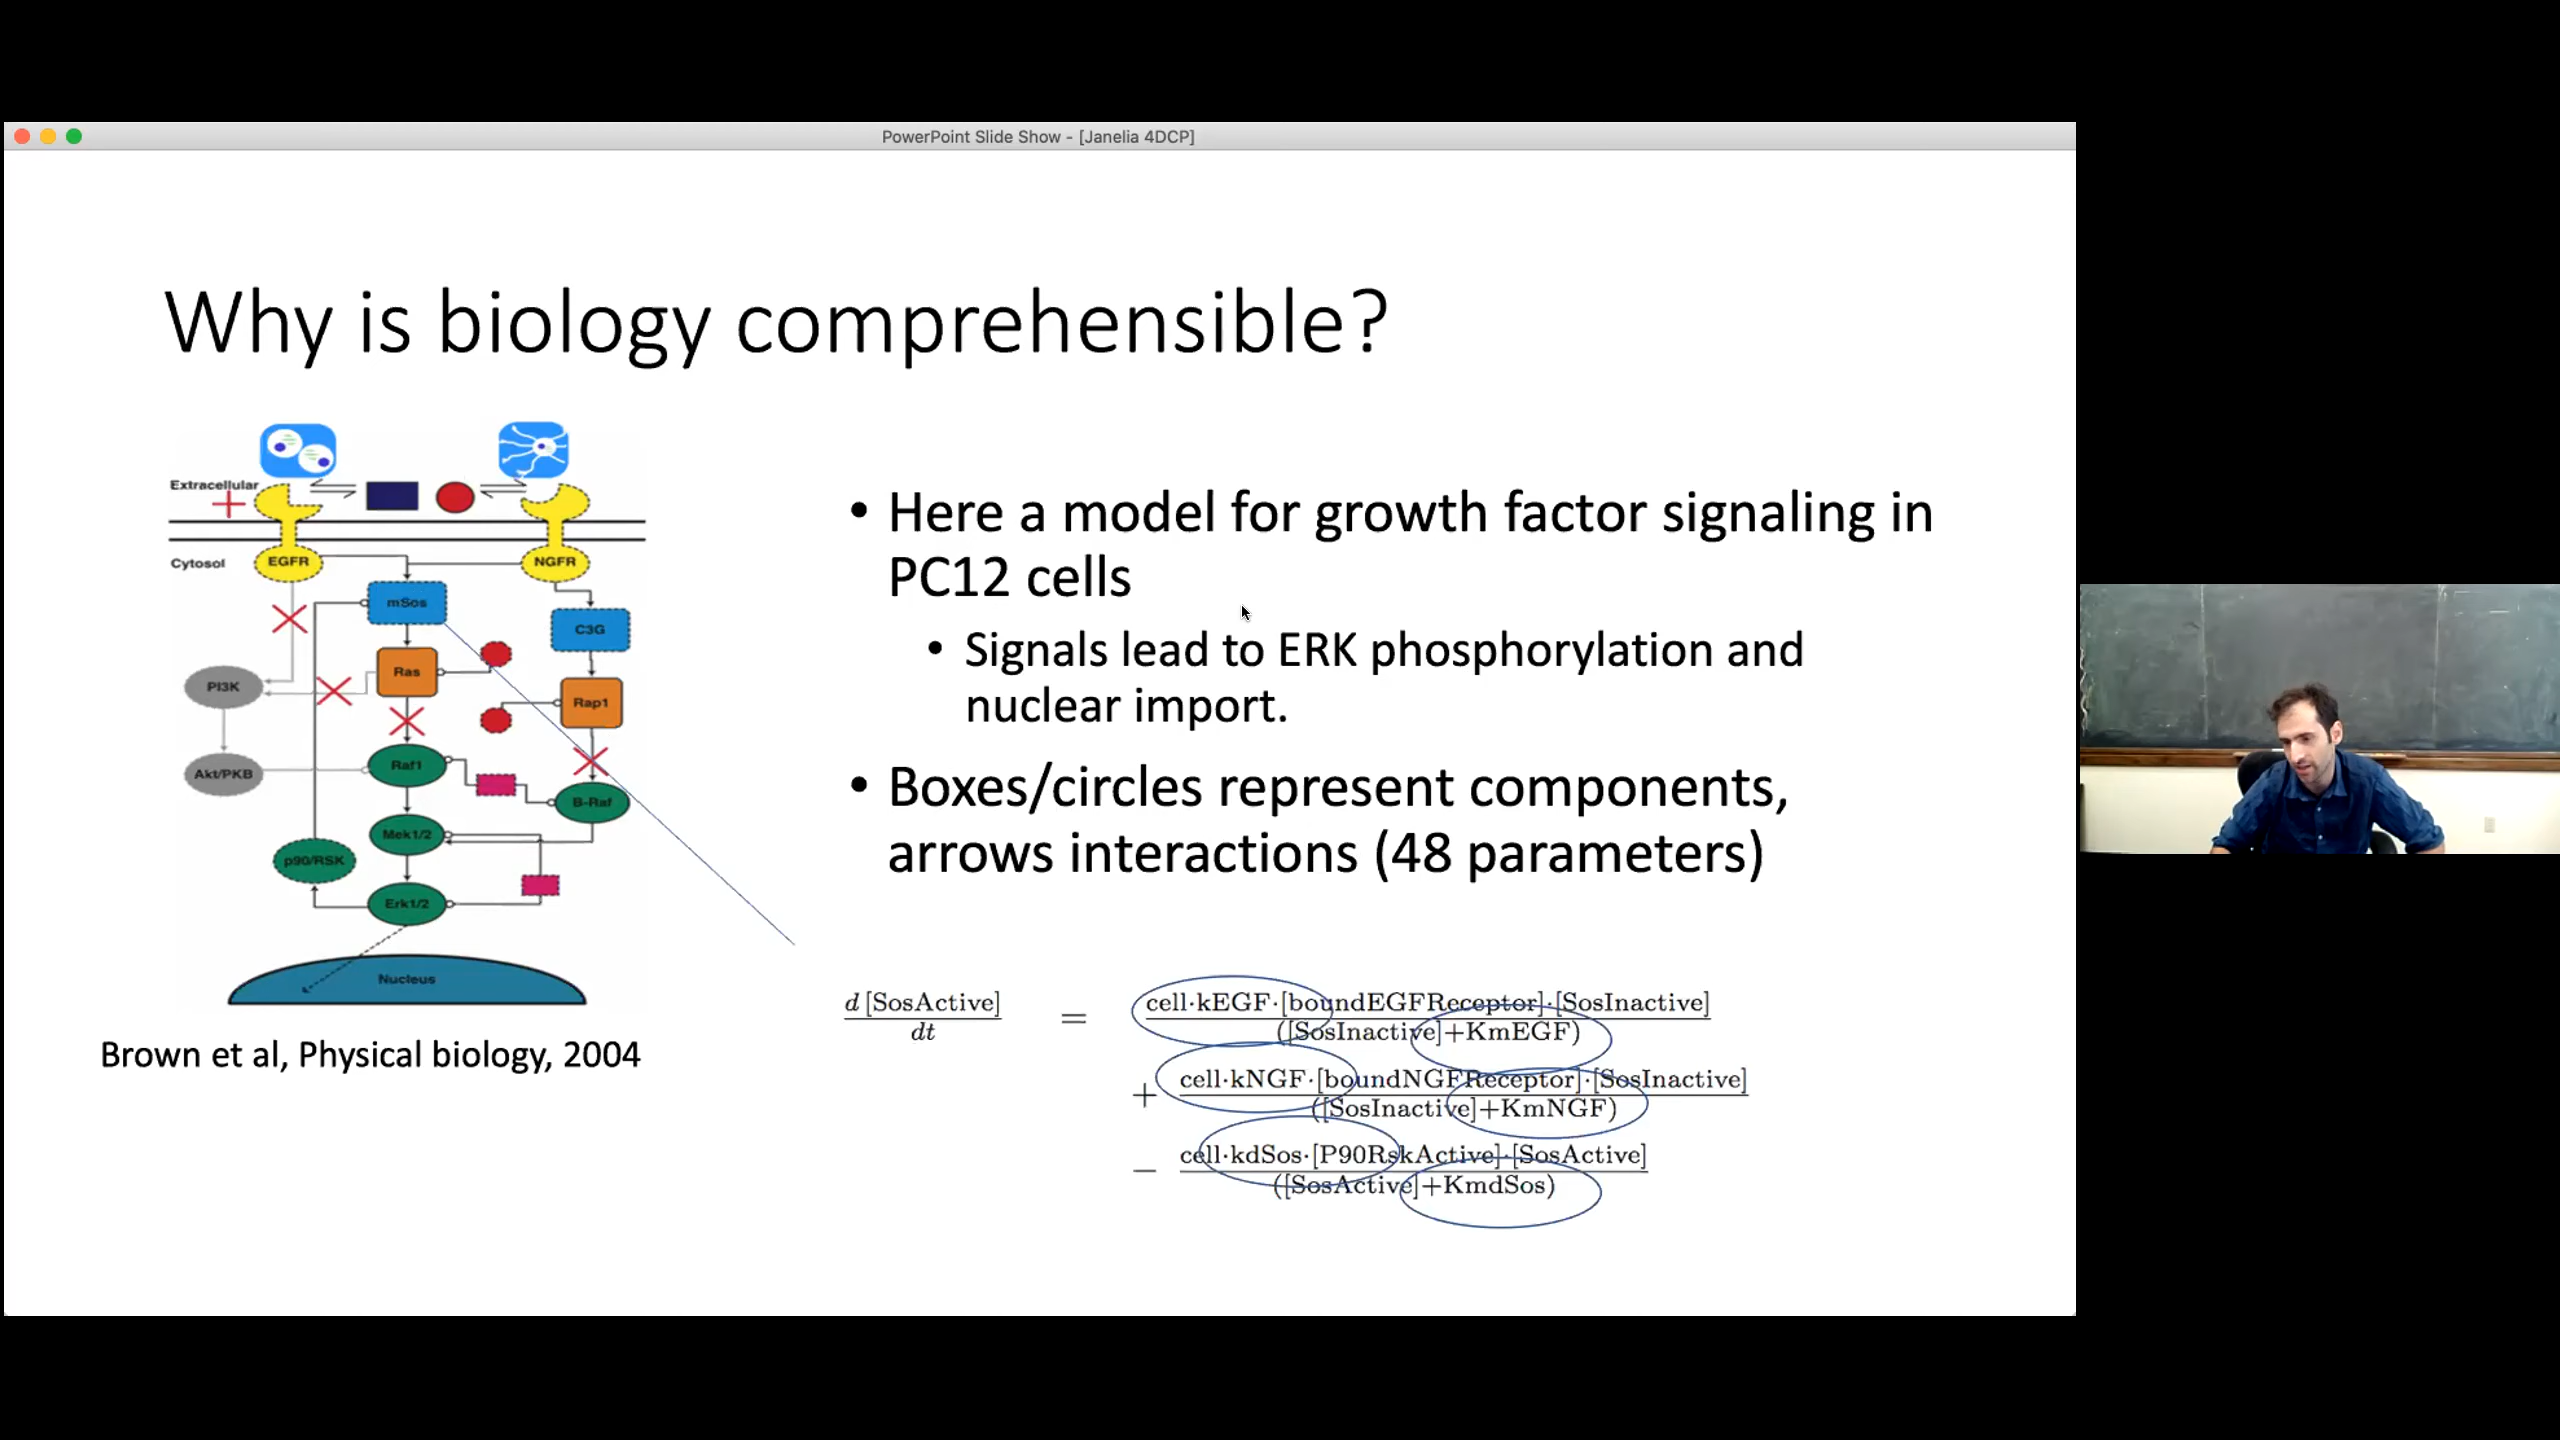 PowerPoint Slide Show - [Janelia 4DCP]
Why is biology comprehensible?
Extracellular
Cytosol
EGFR
NGFR
mSos
C3G
Ras
PI3K
Rap1
Raf1
Akt/PKB
B-Raf
Mek1/2
p90/RSK
Erk1/2
Nucleus
Brown et al, Physical biology, 2004
• Here a model for growth factor signaling in
PC12 cells
• Signals lead to ERK phosphorylation and
nuclear import.
• Boxes/circles represent components,
arrows interactions (48 parameters)
d [SosActive]
dt
=
cell·kEGF·[boundEGFReceptor]·[SosInactive]
([SosInactive]+KmEGF)
+
cell·kNGF·[boundNGFReceptor]·[SosInactive]
([SosInactive]+KmNGF)
−
cell·kdSos·[P90RskActive]·[SosActive]
([SosActive]+KmdSos)